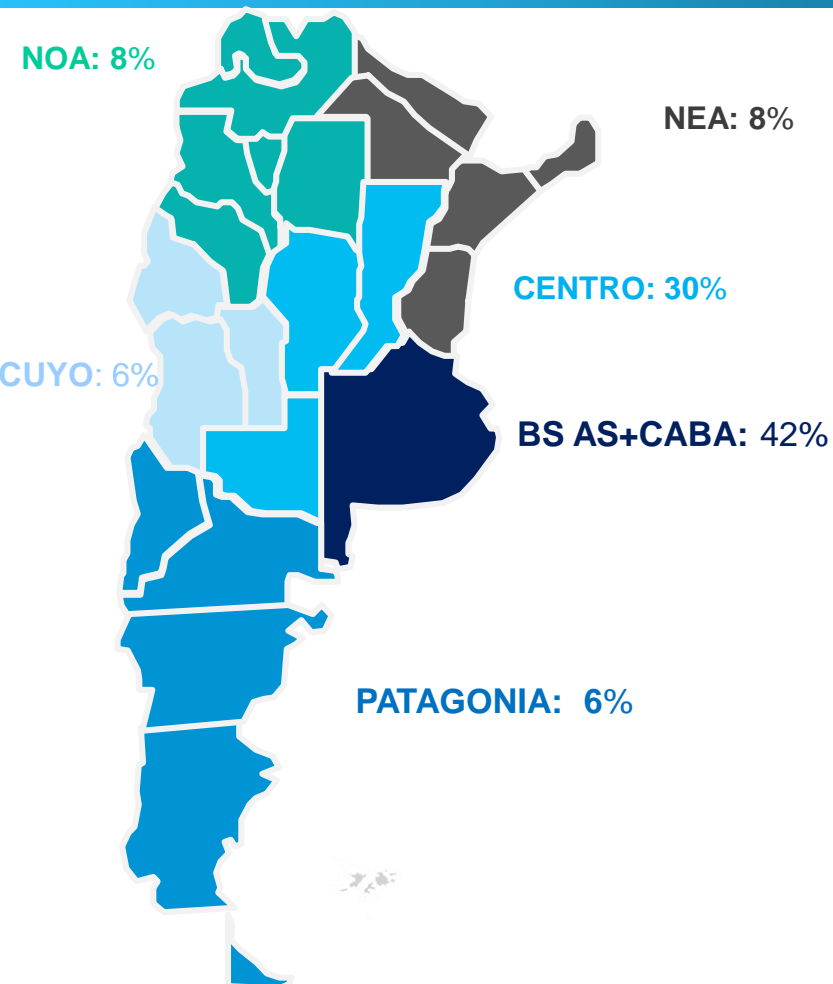 NOA: 8%
NEA: 8%
CENTRO: 30%
CUYO: 6%
BS AS+CABA: 42%
PATAGONIA: 6%